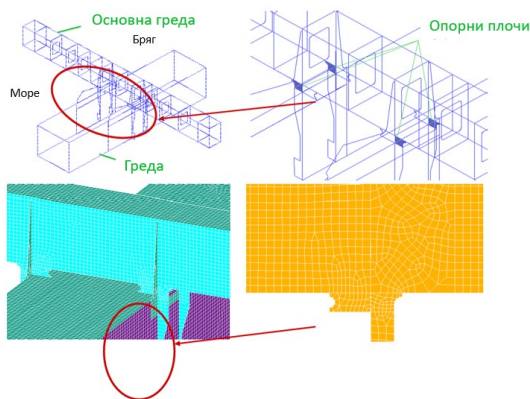 Основна греда
Бряг
Опорни плочи
Море
Греда